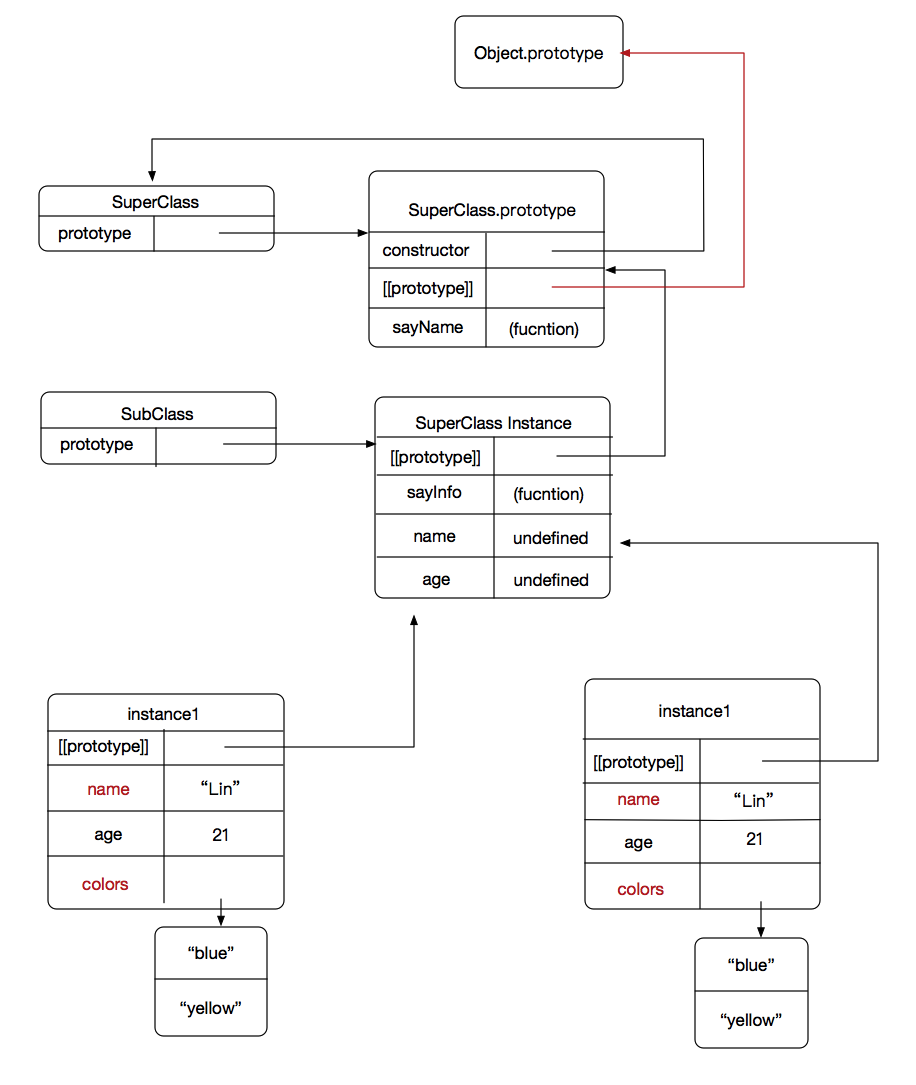 Object.prototype
SuperClass
prototype
SuperClass.prototype
constructor
[[prototype]]
sayName
(fucntion)
SubClass
prototype
SuperClass Instance
[[prototype]]
sayInfo
(fucntion)
name
undefined
age
undefined
instance1
[[prototype]]
name
“Lin”
age
21
colors
“blue”
“yellow”
instance1
[[prototype]]
name
“Lin”
age
21
colors
“blue”
“yellow”